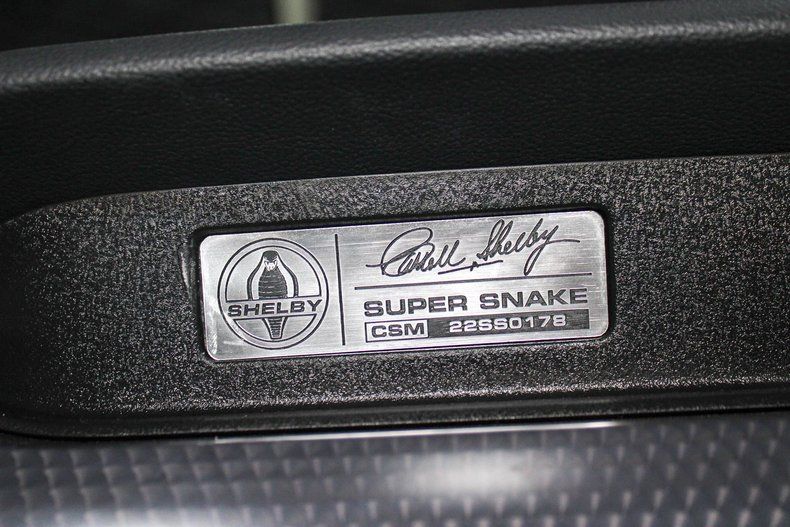 SHELBY
Carroll Shelby
SUPER SNAKE
CSM 22SS0178